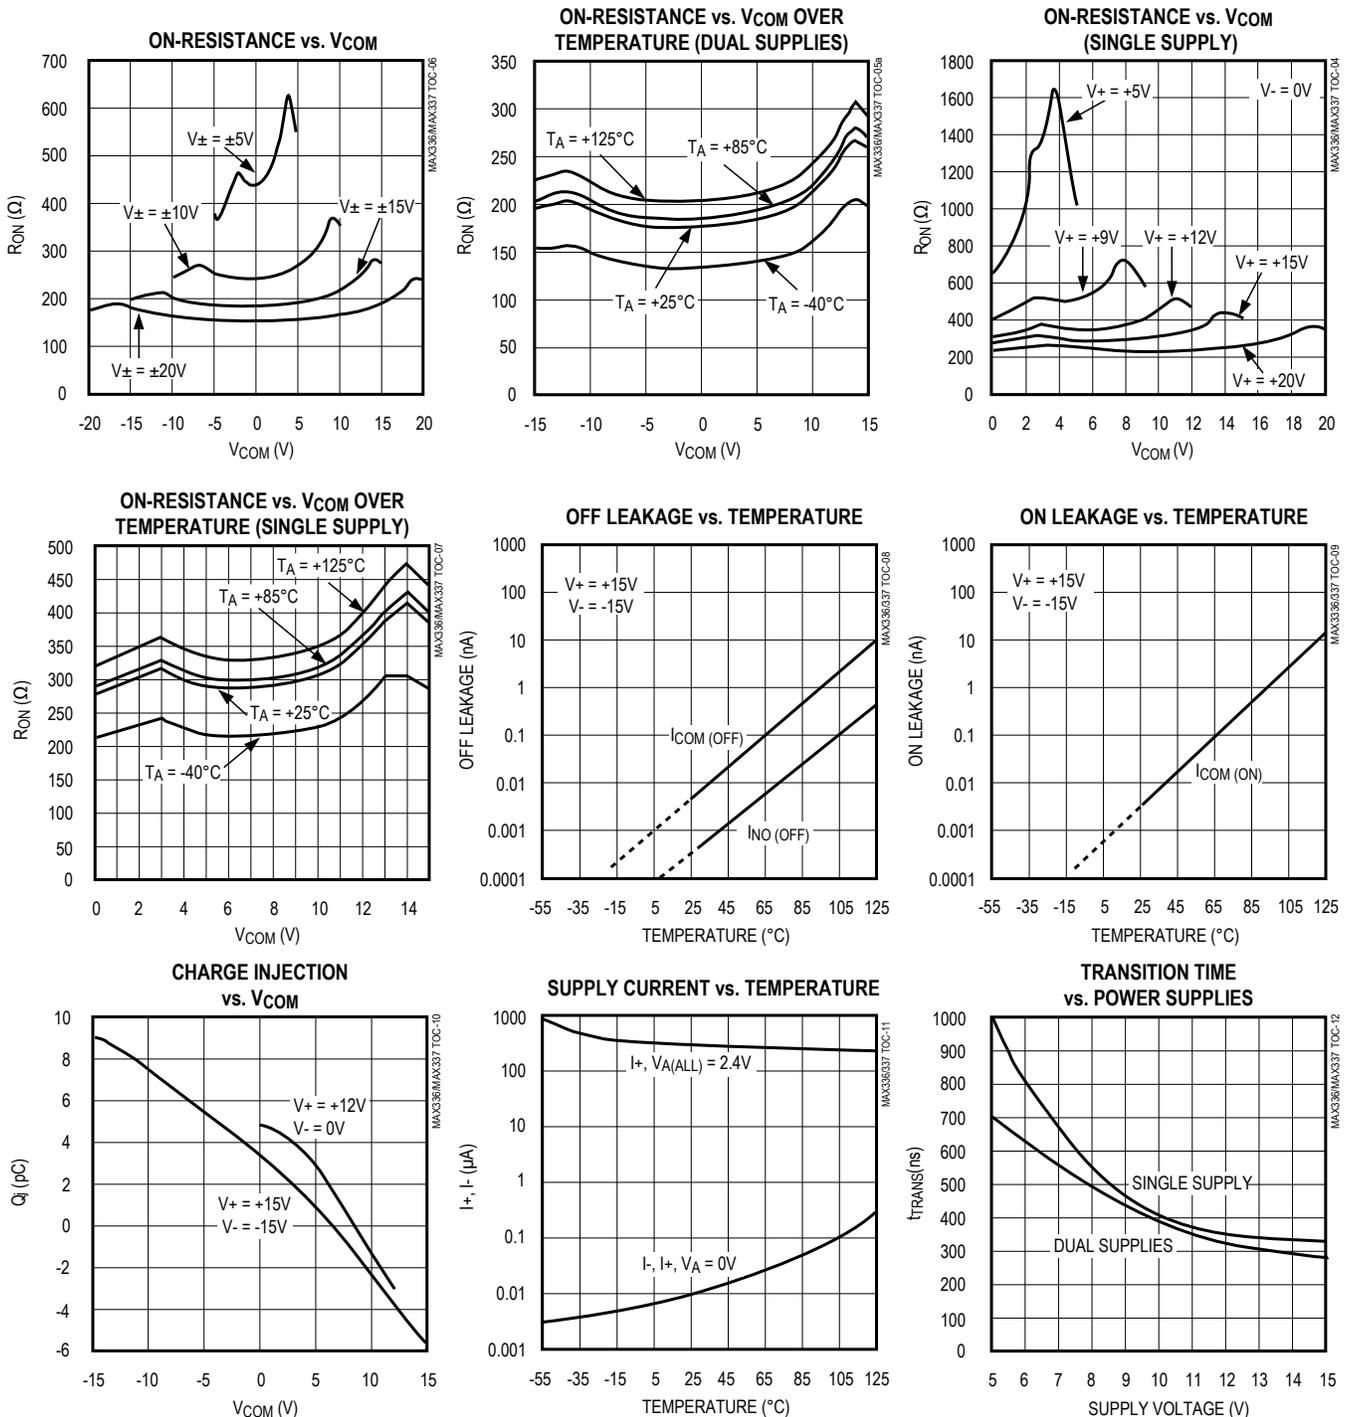 ON-RESISTANCE vs. VCOM
700
600
500
400
300
200
100
0
RON (Ω)
V± = ±5V
V± = ±10V
V± = ±15V
V± = ±20V
-20 -15 -10 -5 0 5 10 15 20
VCOM (V)
MAX336/MAX337 TOC-06
ON-RESISTANCE vs. VCOM OVER
TEMPERATURE (DUAL SUPPLIES)
350
300
250
200
150
100
50
0
RON (Ω)
TA = +125°C
TA = +85°C
TA = +25°C
TA = -40°C
-15 -10 -5 0 5 10 15
VCOM (V)
MAX336/MAX337 TOC-05a
ON-RESISTANCE vs. VCOM
(SINGLE SUPPLY)
1800
1600
1400
1200
1000
800
600
400
200
0
RON (Ω)
V+ = +5V
V- = 0V
V+ = +9V
V+ = +12V
V+ = +15V
V+ = +20V
0 2 4 6 8 10 12 14 16 18 20
VCOM (V)
MAX336/MAX337 TOC-04
ON-RESISTANCE vs. VCOM OVER
TEMPERATURE (SINGLE SUPPLY)
500
450
400
350
300
250
200
150
100
50
0
RON (Ω)
TA = +125°C
TA = +85°C
TA = +25°C
TA = -40°C
0 2 4 6 8 10 12 14
VCOM (V)
MAX336/MAX337 TOC-07
OFF LEAKAGE vs. TEMPERATURE
1000
100
10
1
0.1
0.01
0.001
0.0001
OFF LEAKAGE (nA)
V+ = +15V
V- = -15V
ICOM (OFF)
INO (OFF)
-55 -35 -15 5 25 45 65 85 105 125
TEMPERATURE (°C)
MAX336/337 TOC-08
ON LEAKAGE vs. TEMPERATURE
1000
100
10
1
0.1
0.01
0.001
0.0001
ON LEAKAGE (nA)
V+ = +15V
V- = -15V
ICOM (ON)
-55 -35 -15 5 25 45 65 85 105 125
TEMPERATURE (°C)
MAX3336/337 TOC-09
CHARGE INJECTION
vs. VCOM
10
8
6
4
2
0
-2
-4
-6
Qj (pC)
V+ = +12V
V- = 0V
V+ = +15V
V- = -15V
-15 -10 -5 0 5 10 15
VCOM (V)
MAX336/MAX337 TOC-10
SUPPLY CURRENT vs. TEMPERATURE
1000
100
10
1
0.1
0.01
0.001
I+, I- (µA)
I+, VA(ALL) = 2.4V
I-, I+, VA = 0V
-55 -35 -15 5 25 45 65 85 105 125
TEMPERATURE (°C)
MAX336/337 TOC-11
TRANSITION TIME
vs. POWER SUPPLIES
1000
900
800
700
600
500
400
300
200
100
0
tTRANS(ns)
SINGLE SUPPLY
DUAL SUPPLIES
5 6 7 8 9 10 11 12 13 14 15
SUPPLY VOLTAGE (V)
MAX336/MAX337 TOC-12